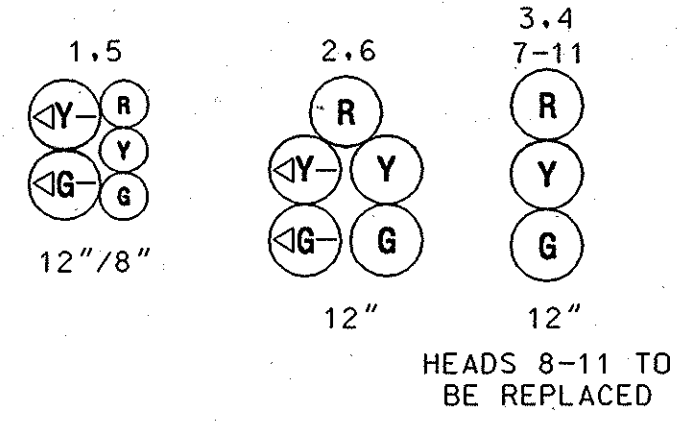 1,5
◁Y- R
Y
◁G- G
12"/8"
2,6
R
◁Y- Y
◁G- G
12"
3,4
7-11
R
Y
G
12"
HEADS 8-11 TO
BE REPLACED